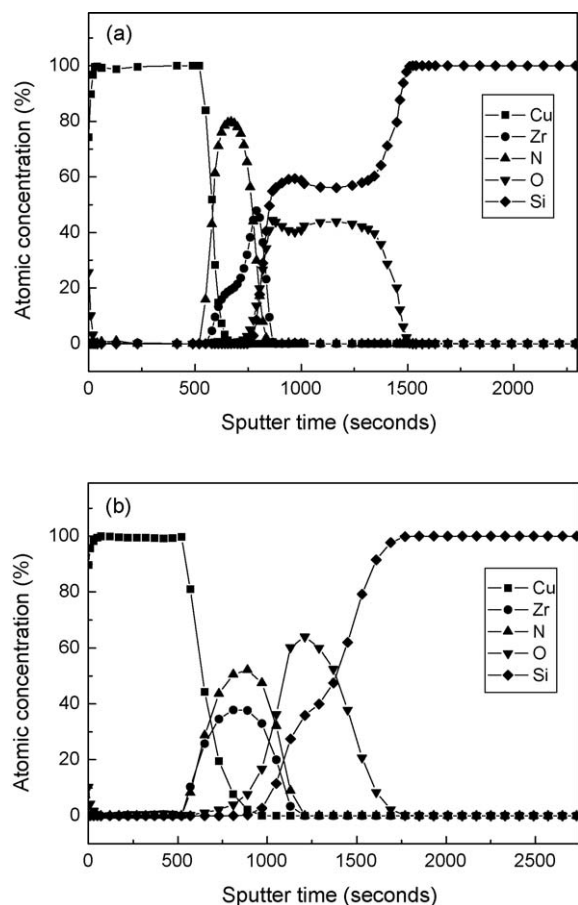 (a)
Atomic concentration (%)
100
80
60
40
20
0
Cu
Zr
N
O
Si
0 500 1000 1500 2000
Sputter time (seconds)
(b)
Atomic concentration (%)
100
80
60
40
20
0
Cu
Zr
N
O
Si
0 500 1000 1500 2000 2500
Sputter time (seconds)